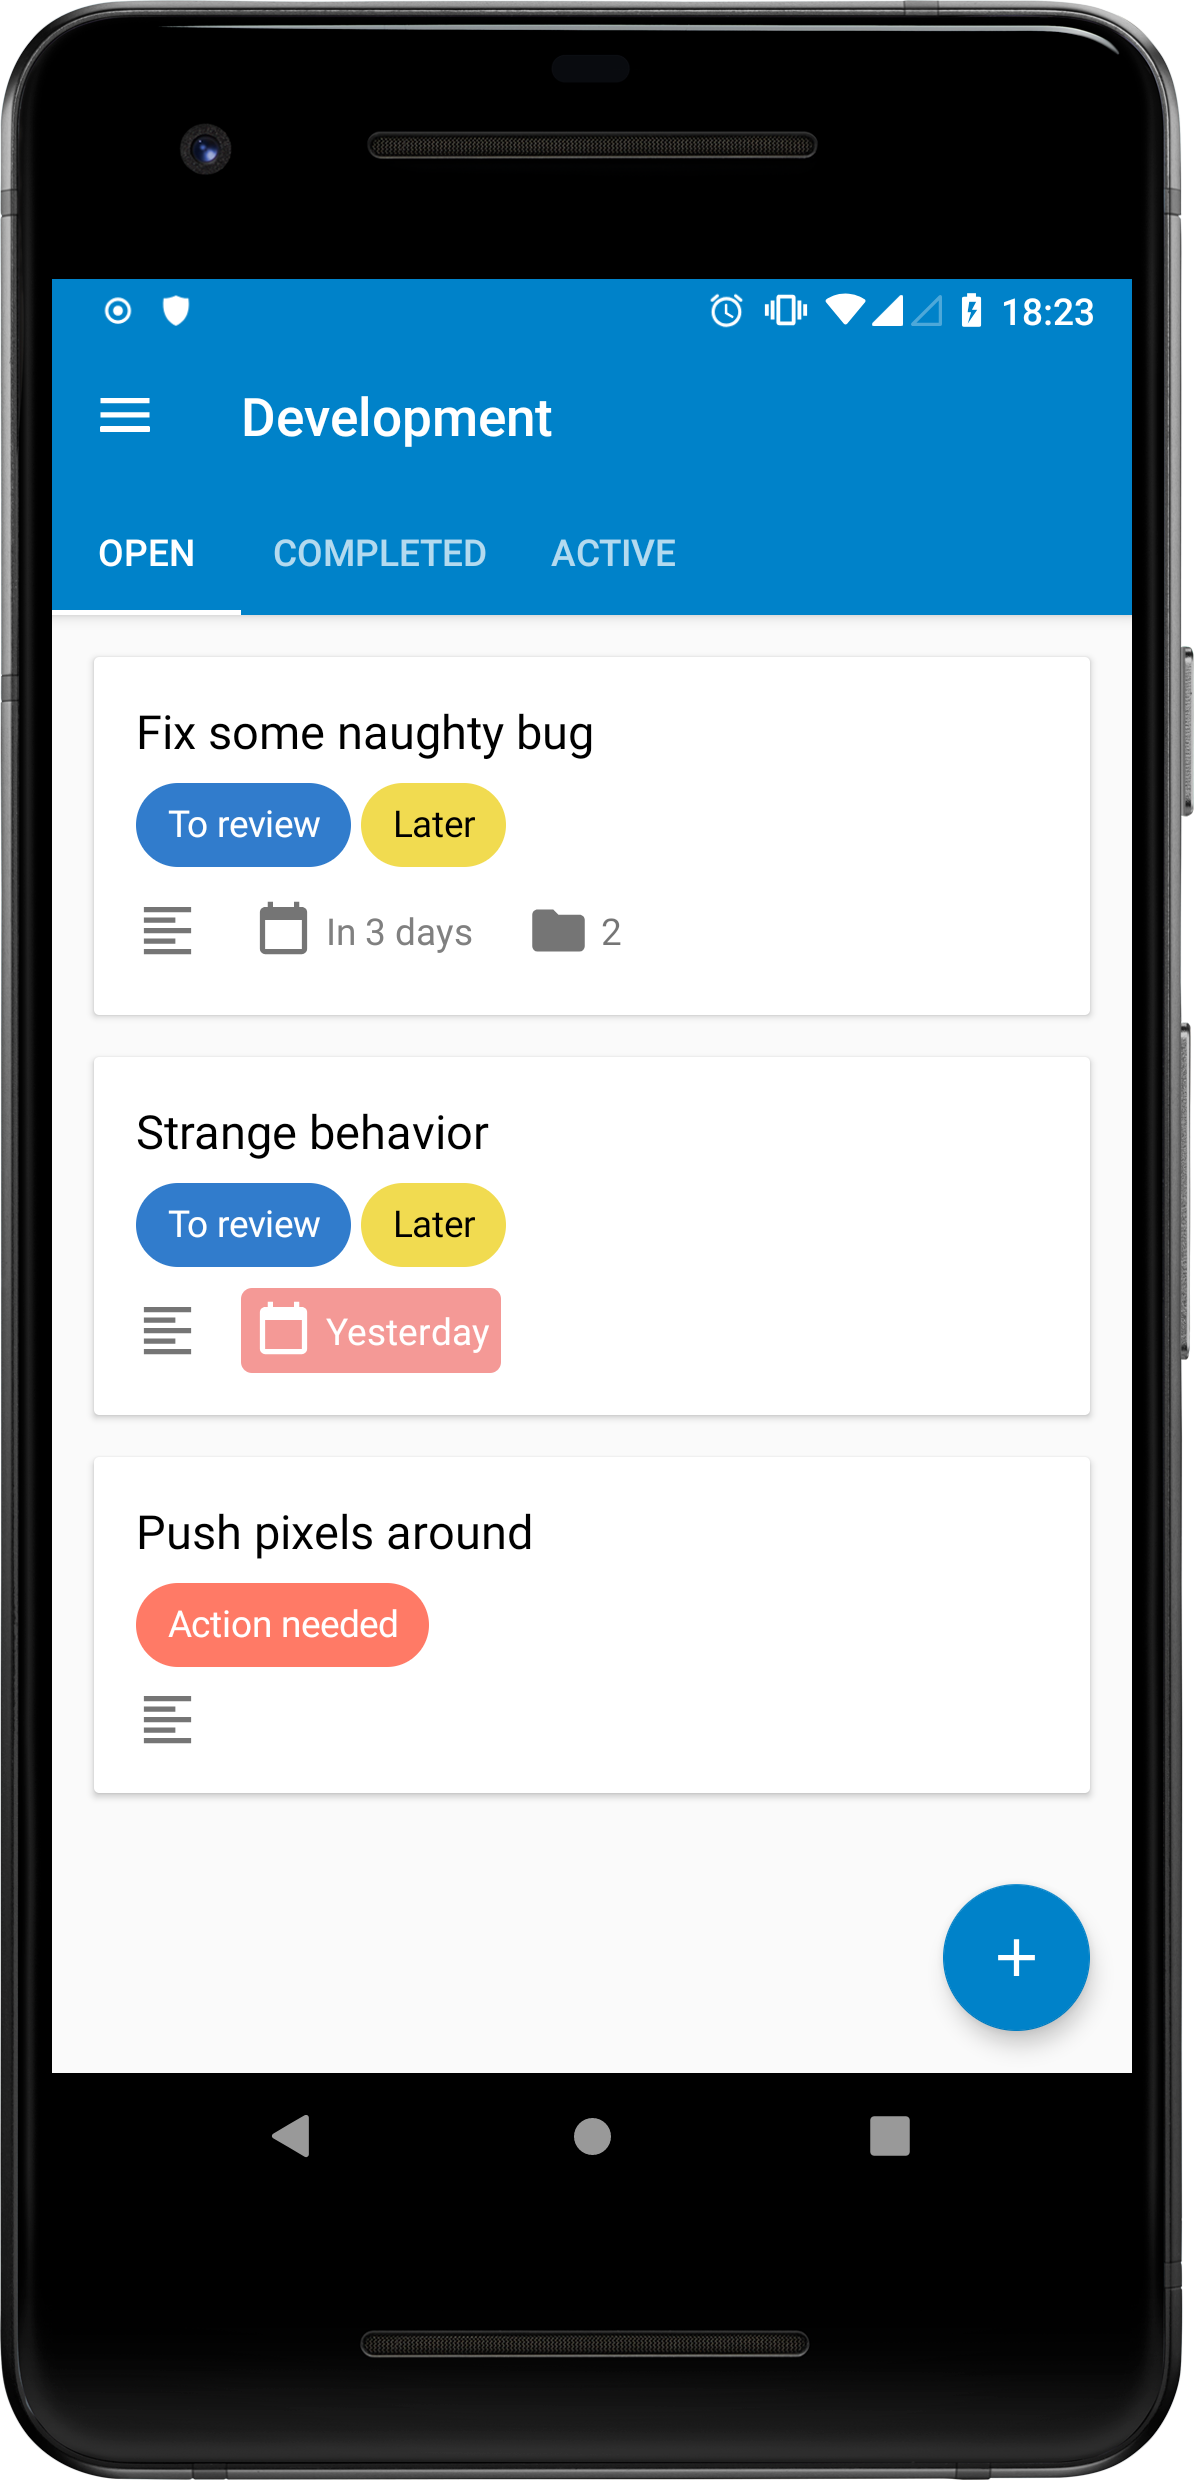 18:23
Development
OPEN COMPLETED ACTIVE
Fix some naughty bug
To review Later
In 3 days 2
Strange behavior
To review Later
Yesterday
Push pixels around
Action needed
+